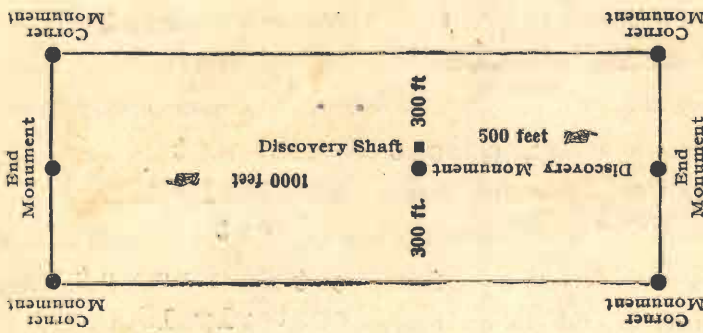 Corner
Monument
Corner
Monument
End
Monument
300 ft
Discovery Shaft
500 feet
1000 feet
Discovery Monument
300 ft.
End
Monument
Corner
Monument
Corner
Monument